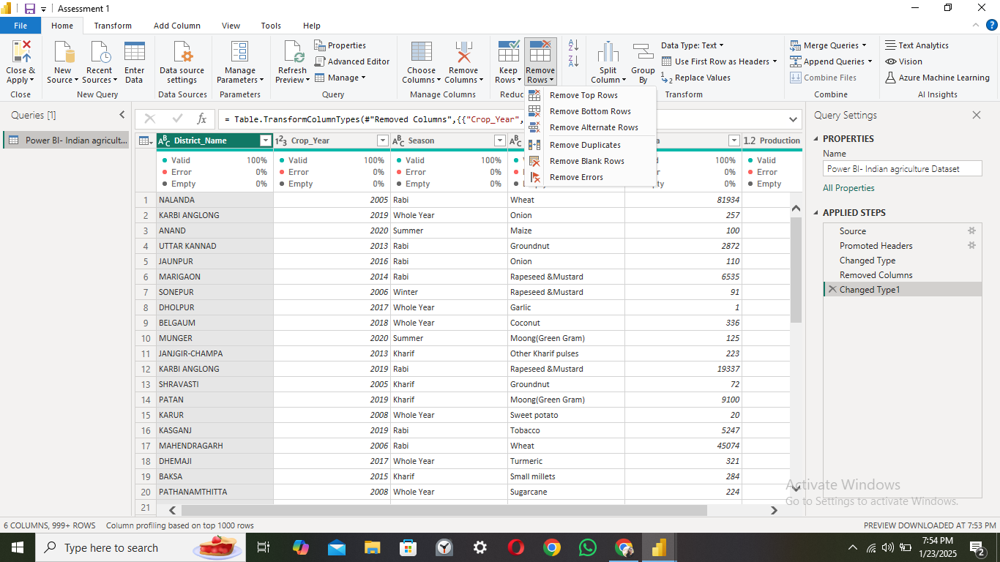 Assessment 1
File Home Transform Add Column View Tools Help
Close & Apply
New Source
Recent Sources
Enter Data
Data source settings
Manage Parameters
Refresh Preview
Properties
Advanced Editor
Manage
Choose Columns
Remove Columns
Keep Rows
Remove Rows
Split Column
Group By
Data Type: Text
Use First Row as Headers
Replace Values
Merge Queries
Append Queries
Combine Files
Text Analytics
Vision
Azure Machine Learning
Close New Query Data Sources Parameters Query Manage Columns Reduc Transform Combine AI Insights
Remove Top Rows
Remove Bottom Rows
Remove Alternate Rows
Remove Duplicates
Remove Blank Rows
Remove Errors
Queries [1]
Power BI- Indian agricult...
fx = Table.TransformColumnTypes(#"Removed Columns",{{"Crop_Year",
District_Name Crop_Year Season 1.2 Production
Valid 100% Valid 100% Valid 100% 100% Valid
Error 0% Error 0% Error 0% 0% Error
Empty 0% Empty 0% Empty 0% 0% Empty
1 NALANDA 2005 Rabi Wheat 81934
2 KARBI ANGLONG 2019 Whole Year Onion 257
3 ANAND 2020 Summer Maize 100
4 UTTAR KANNAD 2013 Rabi Groundnut 2872
5 JAUNPUR 2016 Rabi Onion 110
6 MARIGAON 2014 Rabi Rapeseed &Mustard 6535
7 SONEPUR 2006 Winter Rapeseed &Mustard 91
8 DHOLPUR 2017 Whole Year Garlic 1
9 BELGAUM 2018 Whole Year Coconut 336
10 MUNGER 2020 Summer Moong(Green Gram) 125
11 JANJGIR-CHAMPA 2013 Kharif Other Kharif pulses 223
12 KARBI ANGLONG 2019 Rabi Rapeseed &Mustard 19337
13 SHRAVASTI 2005 Kharif Groundnut 72
14 PATAN 2019 Kharif Moong(Green Gram) 9100
15 KARUR 2008 Whole Year Sweet potato 20
16 KASGANJ 2019 Rabi Tobacco 5247
17 MAHENDRAGARH 2006 Rabi Wheat 45074
18 DHEMAJI 2017 Whole Year Turmeric 321
19 BAKSA 2015 Kharif Small millets 284
20 PATHANAMTHITTA 2008 Whole Year Sugarcane 224
21
Query Settings
PROPERTIES
Name
Power BI- Indian agriculture Dataset
All Properties
APPLIED STEPS
Source
Promoted Headers
Changed Type
Removed Columns
Changed Type1
Activate Windows
Go to Settings to activate Windows.
6 COLUMNS, 999+ ROWS Column profiling based on top 1000 rows PREVIEW DOWNLOADED AT 7:53 PM
Type here to search
7:54 PM
1/23/2025
2